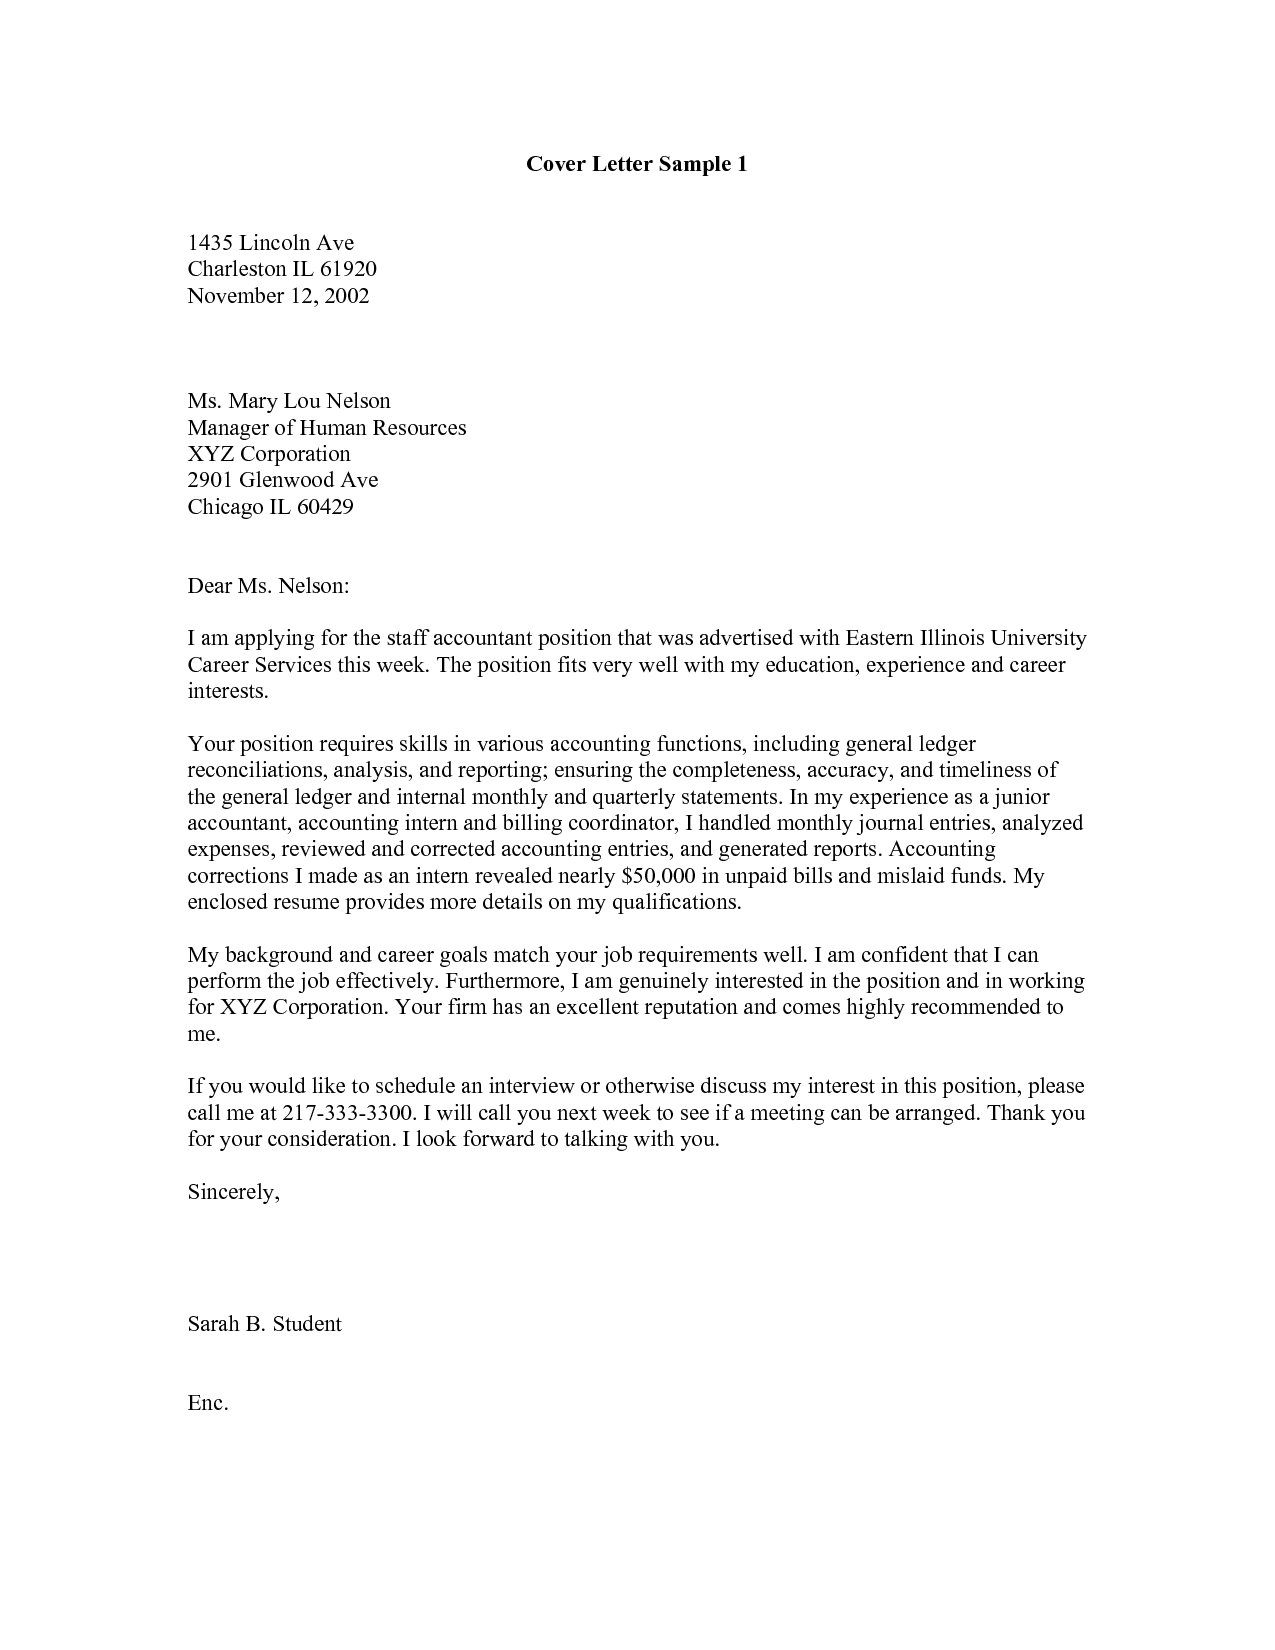 Cover Letter Sample 1
1435 Lincoln Ave
Charleston IL 61920
November 12, 2002
Ms. Mary Lou Nelson
Manager of Human Resources
XYZ Corporation
2901 Glenwood Ave
Chicago IL 60429
Dear Ms. Nelson:
I am applying for the staff accountant position that was advertised with Eastern Illinois University
Career Services this week. The position fits very well with my education, experience and career
interests.
Your position requires skills in various accounting functions, including general ledger
reconciliations, analysis, and reporting; ensuring the completeness, accuracy, and timeliness of
the general ledger and internal monthly and quarterly statements. In my experience as a junior
accountant, accounting intern and billing coordinator, I handled monthly journal entries, analyzed
expenses, reviewed and corrected accounting entries, and generated reports. Accounting
corrections I made as an intern revealed nearly $50,000 in unpaid bills and mislaid funds. My
enclosed resume provides more details on my qualifications.
My background and career goals match your job requirements well. I am confident that I can
perform the job effectively. Furthermore, I am genuinely interested in the position and in working
for XYZ Corporation. Your firm has an excellent reputation and comes highly recommended to
me.
If you would like to schedule an interview or otherwise discuss my interest in this position, please
call me at 217-333-3300. I will call you next week to see if a meeting can be arranged. Thank you
for your consideration. I look forward to talking with you.
Sincerely,
Sarah B. Student
Enc.